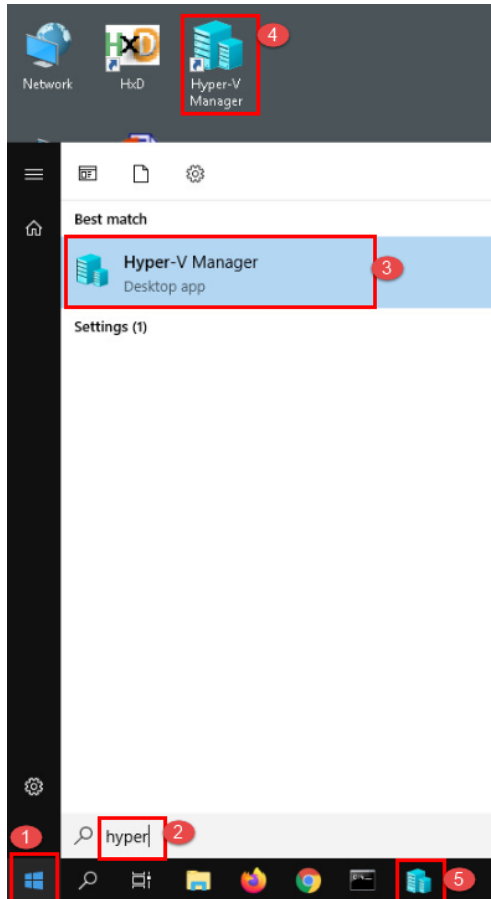 4
Network
HxD
Hyper-V
Manager
Best match
Hyper-V Manager
3
Desktop app
Settings (1)
1
hyper
2
5